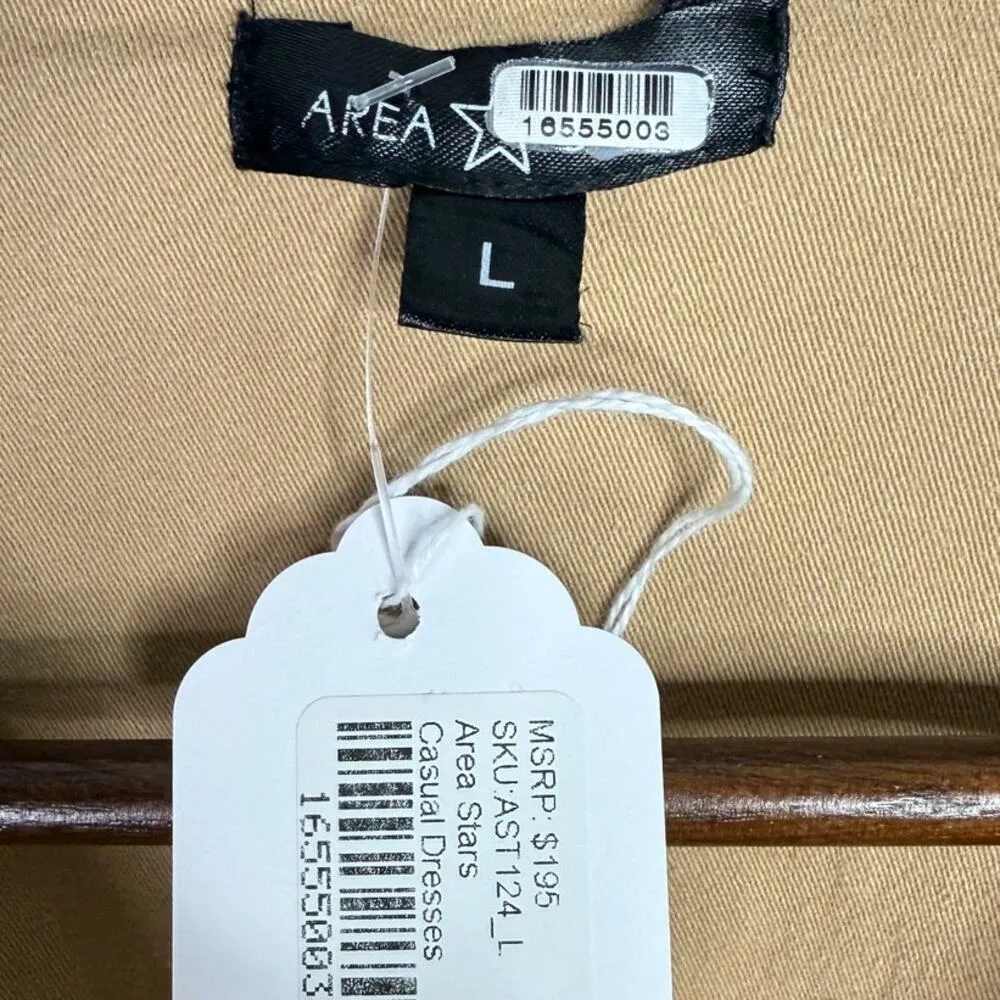 AREA
16555003
L
MSRP: $195
SKU:AST124_L
Area Stars
Casual Dresses
16555003